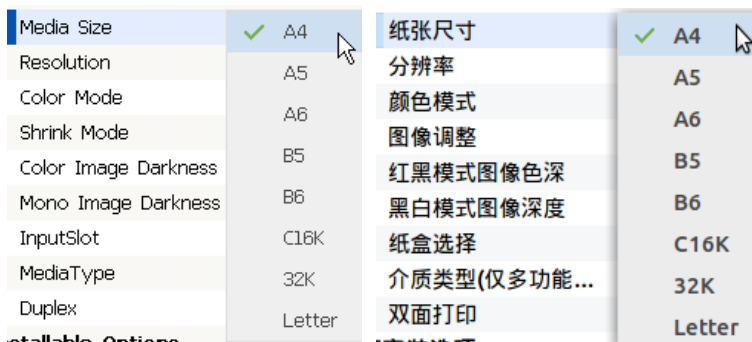 Media Size
Resolution
Color Mode
Shrink Mode
Color Image Darkness
Mono Image Darkness
InputSlot
MediaType
Duplex
A4
A5
A6
B5
B6
C16K
32K
Letter
纸张尺寸
分辨率
颜色模式
图像调整
红黑模式图像色深
黑白模式图像深度
纸盒选择
介质类型(仅多功能...
双面打印
A4
A5
A6
B5
B6
C16K
32K
Letter